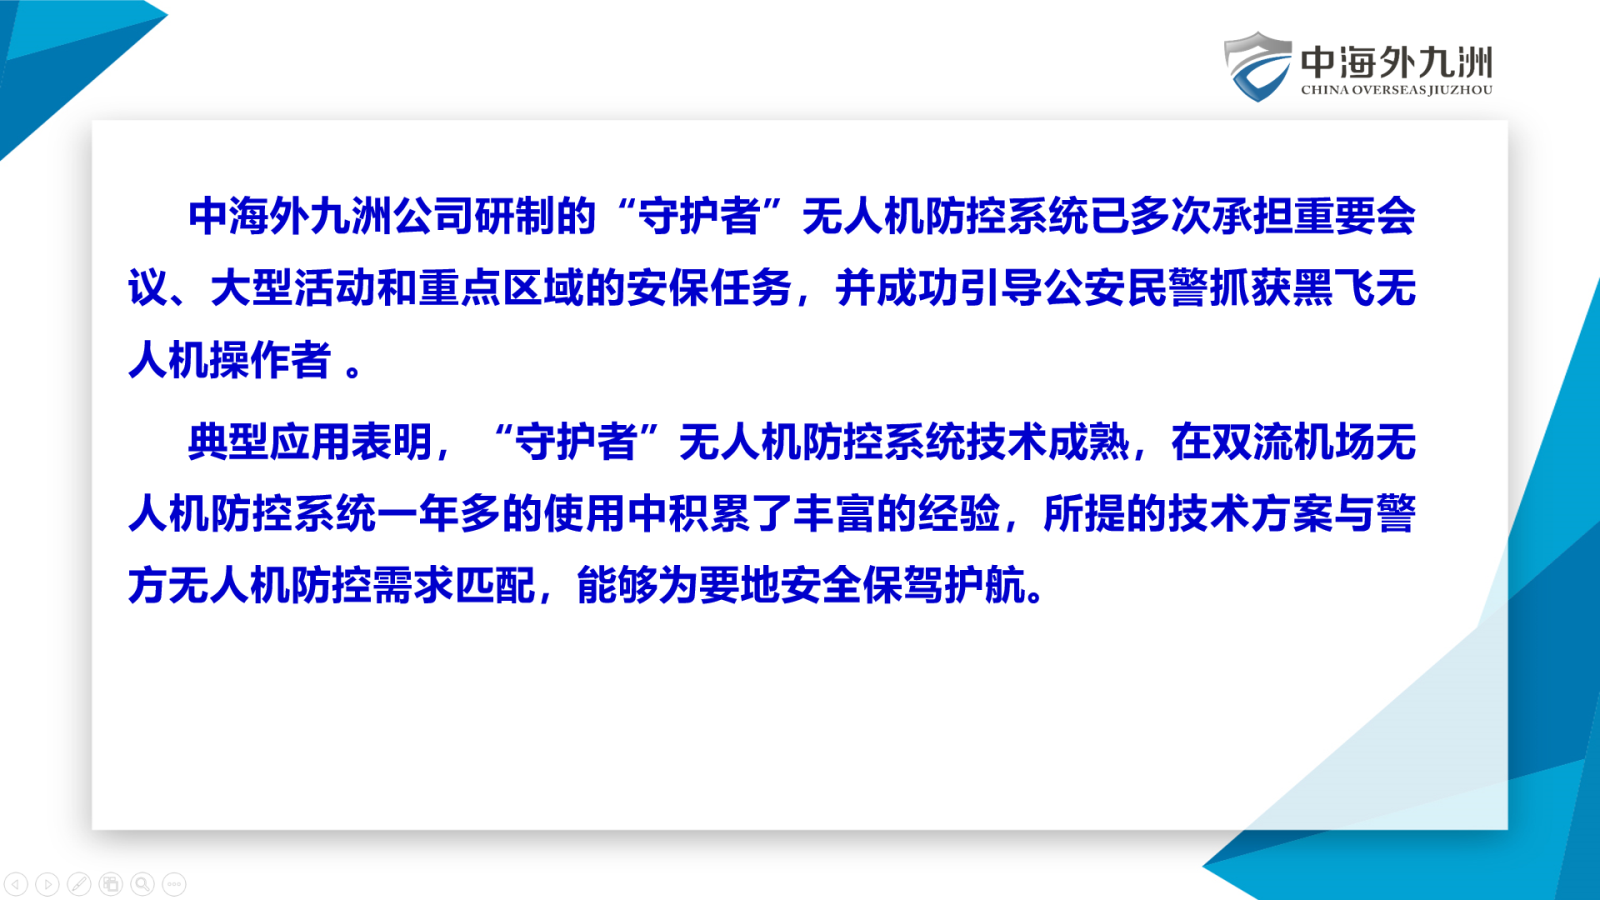 中海外九洲
CHINA OVERSEAS JIUZHOU
中海外九洲公司研制的“守护者”无人机防控系统已多次承担重要会
议、大型活动和重点区域的安保任务，并成功引导公安民警抓获黑飞无
人机操作者 。
典型应用表明，“守护者”无人机防控系统技术成熟，在双流机场无
人机防控系统一年多的使用中积累了丰富的经验，所提的技术方案与警
方无人机防控需求匹配，能够为要地安全保驾护航。